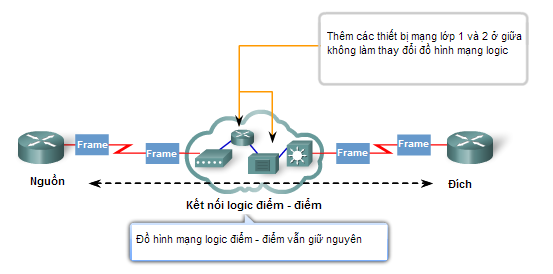 Thêm các thiết bị mạng lớp 1 và 2 ở giữa
không làm thay đổi đồ hình mạng logic
Frame
Frame
Frame
Frame
Nguồn
Đích
Kết nối logic điểm - điểm
Đồ hình mạng logic điểm - điểm vẫn giữ nguyên